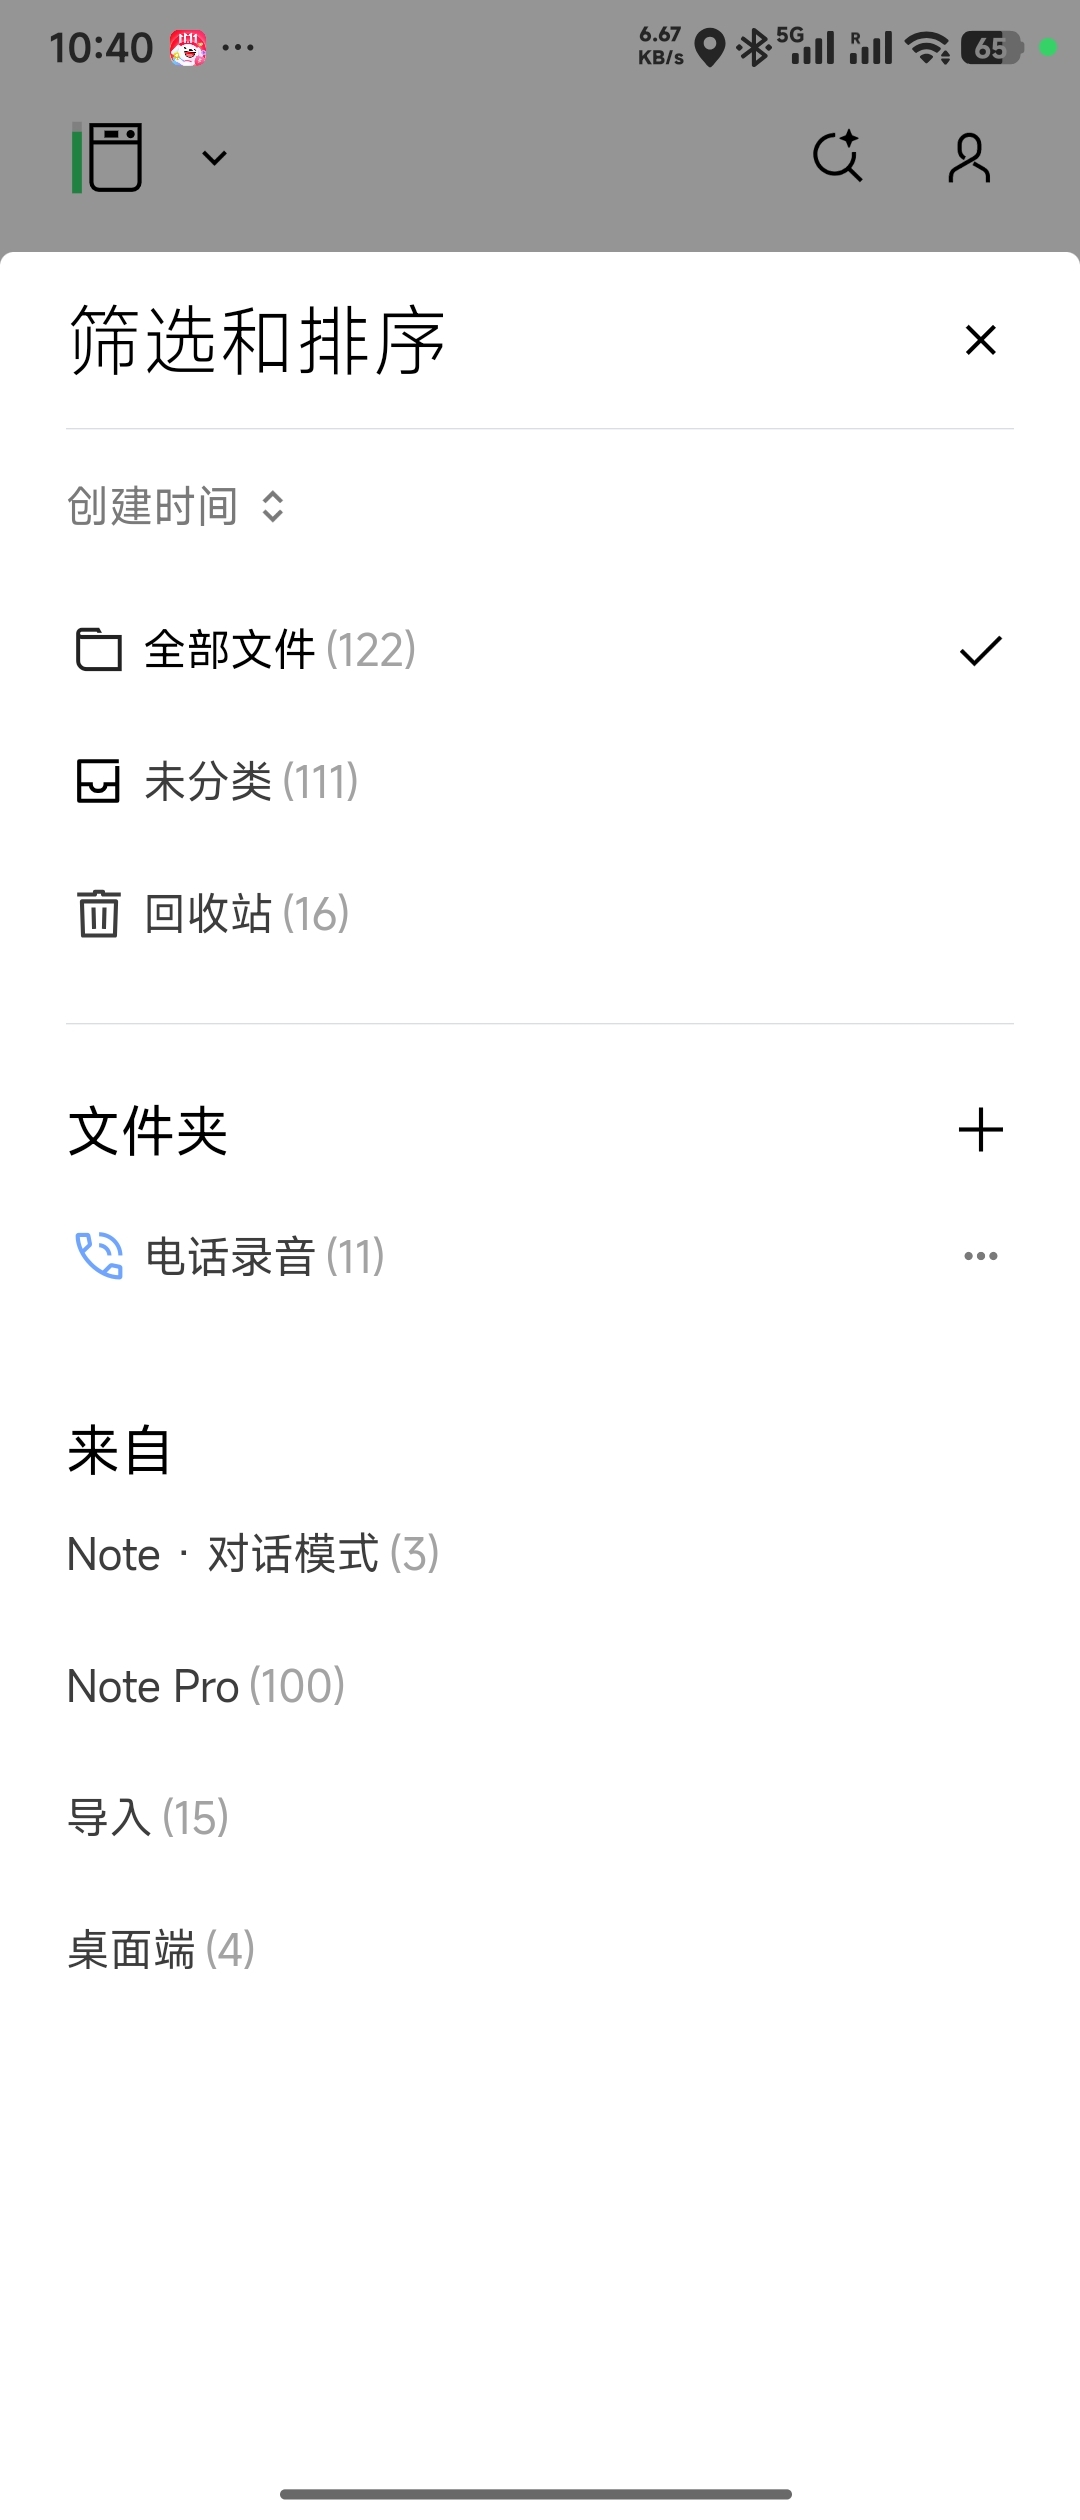 10:40
6.67 KB/s
5G
R
65
筛选和排序
创建时间
全部文件 (122)
未分类 (111)
回收站 (16)
文件夹
电话录音 (11)
来自
Note · 对话模式 (3)
Note Pro (100)
导入 (15)
桌面端 (4)